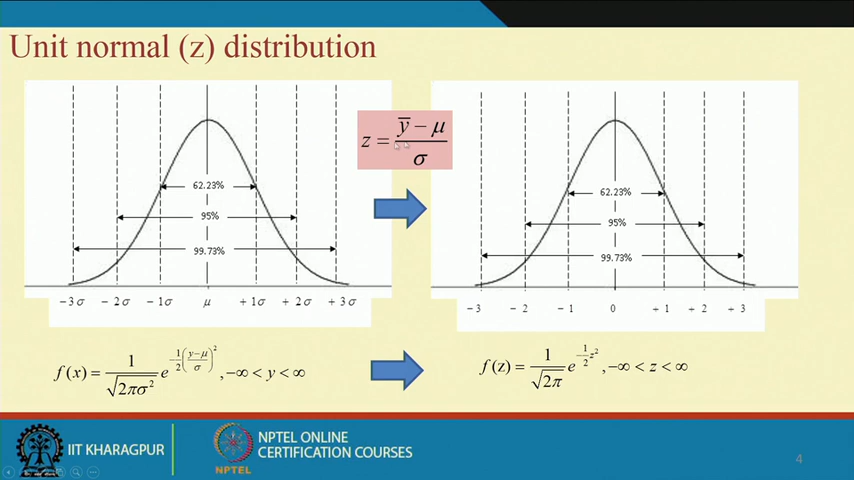 Unit normal (z) distribution
z = (ȳ − μ) / σ
62.23%
95%
99.73%
−3σ −2σ −1σ μ +1σ +2σ +3σ
62.23%
95%
99.73%
−3 −2 −1 0 +1 +2 +3
f(x) = 1/√(2πσ²) e^(−1/2((y−μ)/σ)²), −∞ < y < ∞
f(z) = 1/√(2π) e^(−1/2 z²), −∞ < z < ∞
IIT KHARAGPUR
NPTEL
NPTEL ONLINE
CERTIFICATION COURSES
4